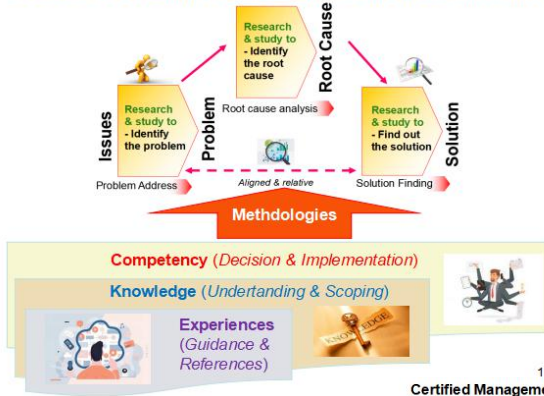 Research
& study to
- Identify
the root
cause
Root Cause
Root cause analysis
Issues
Research
& study to
- Identify
the problem
Problem
Problem Address
Research
& study to
- Find out
the solution
Solution
Solution Finding
Aligned & relative
Methdologies
Competency (Decision & Implementation)
Knowledge (Undertanding & Scoping)
KNOWLEDGE
Experiences
(Guidance &
References)
1
Certified Manageme